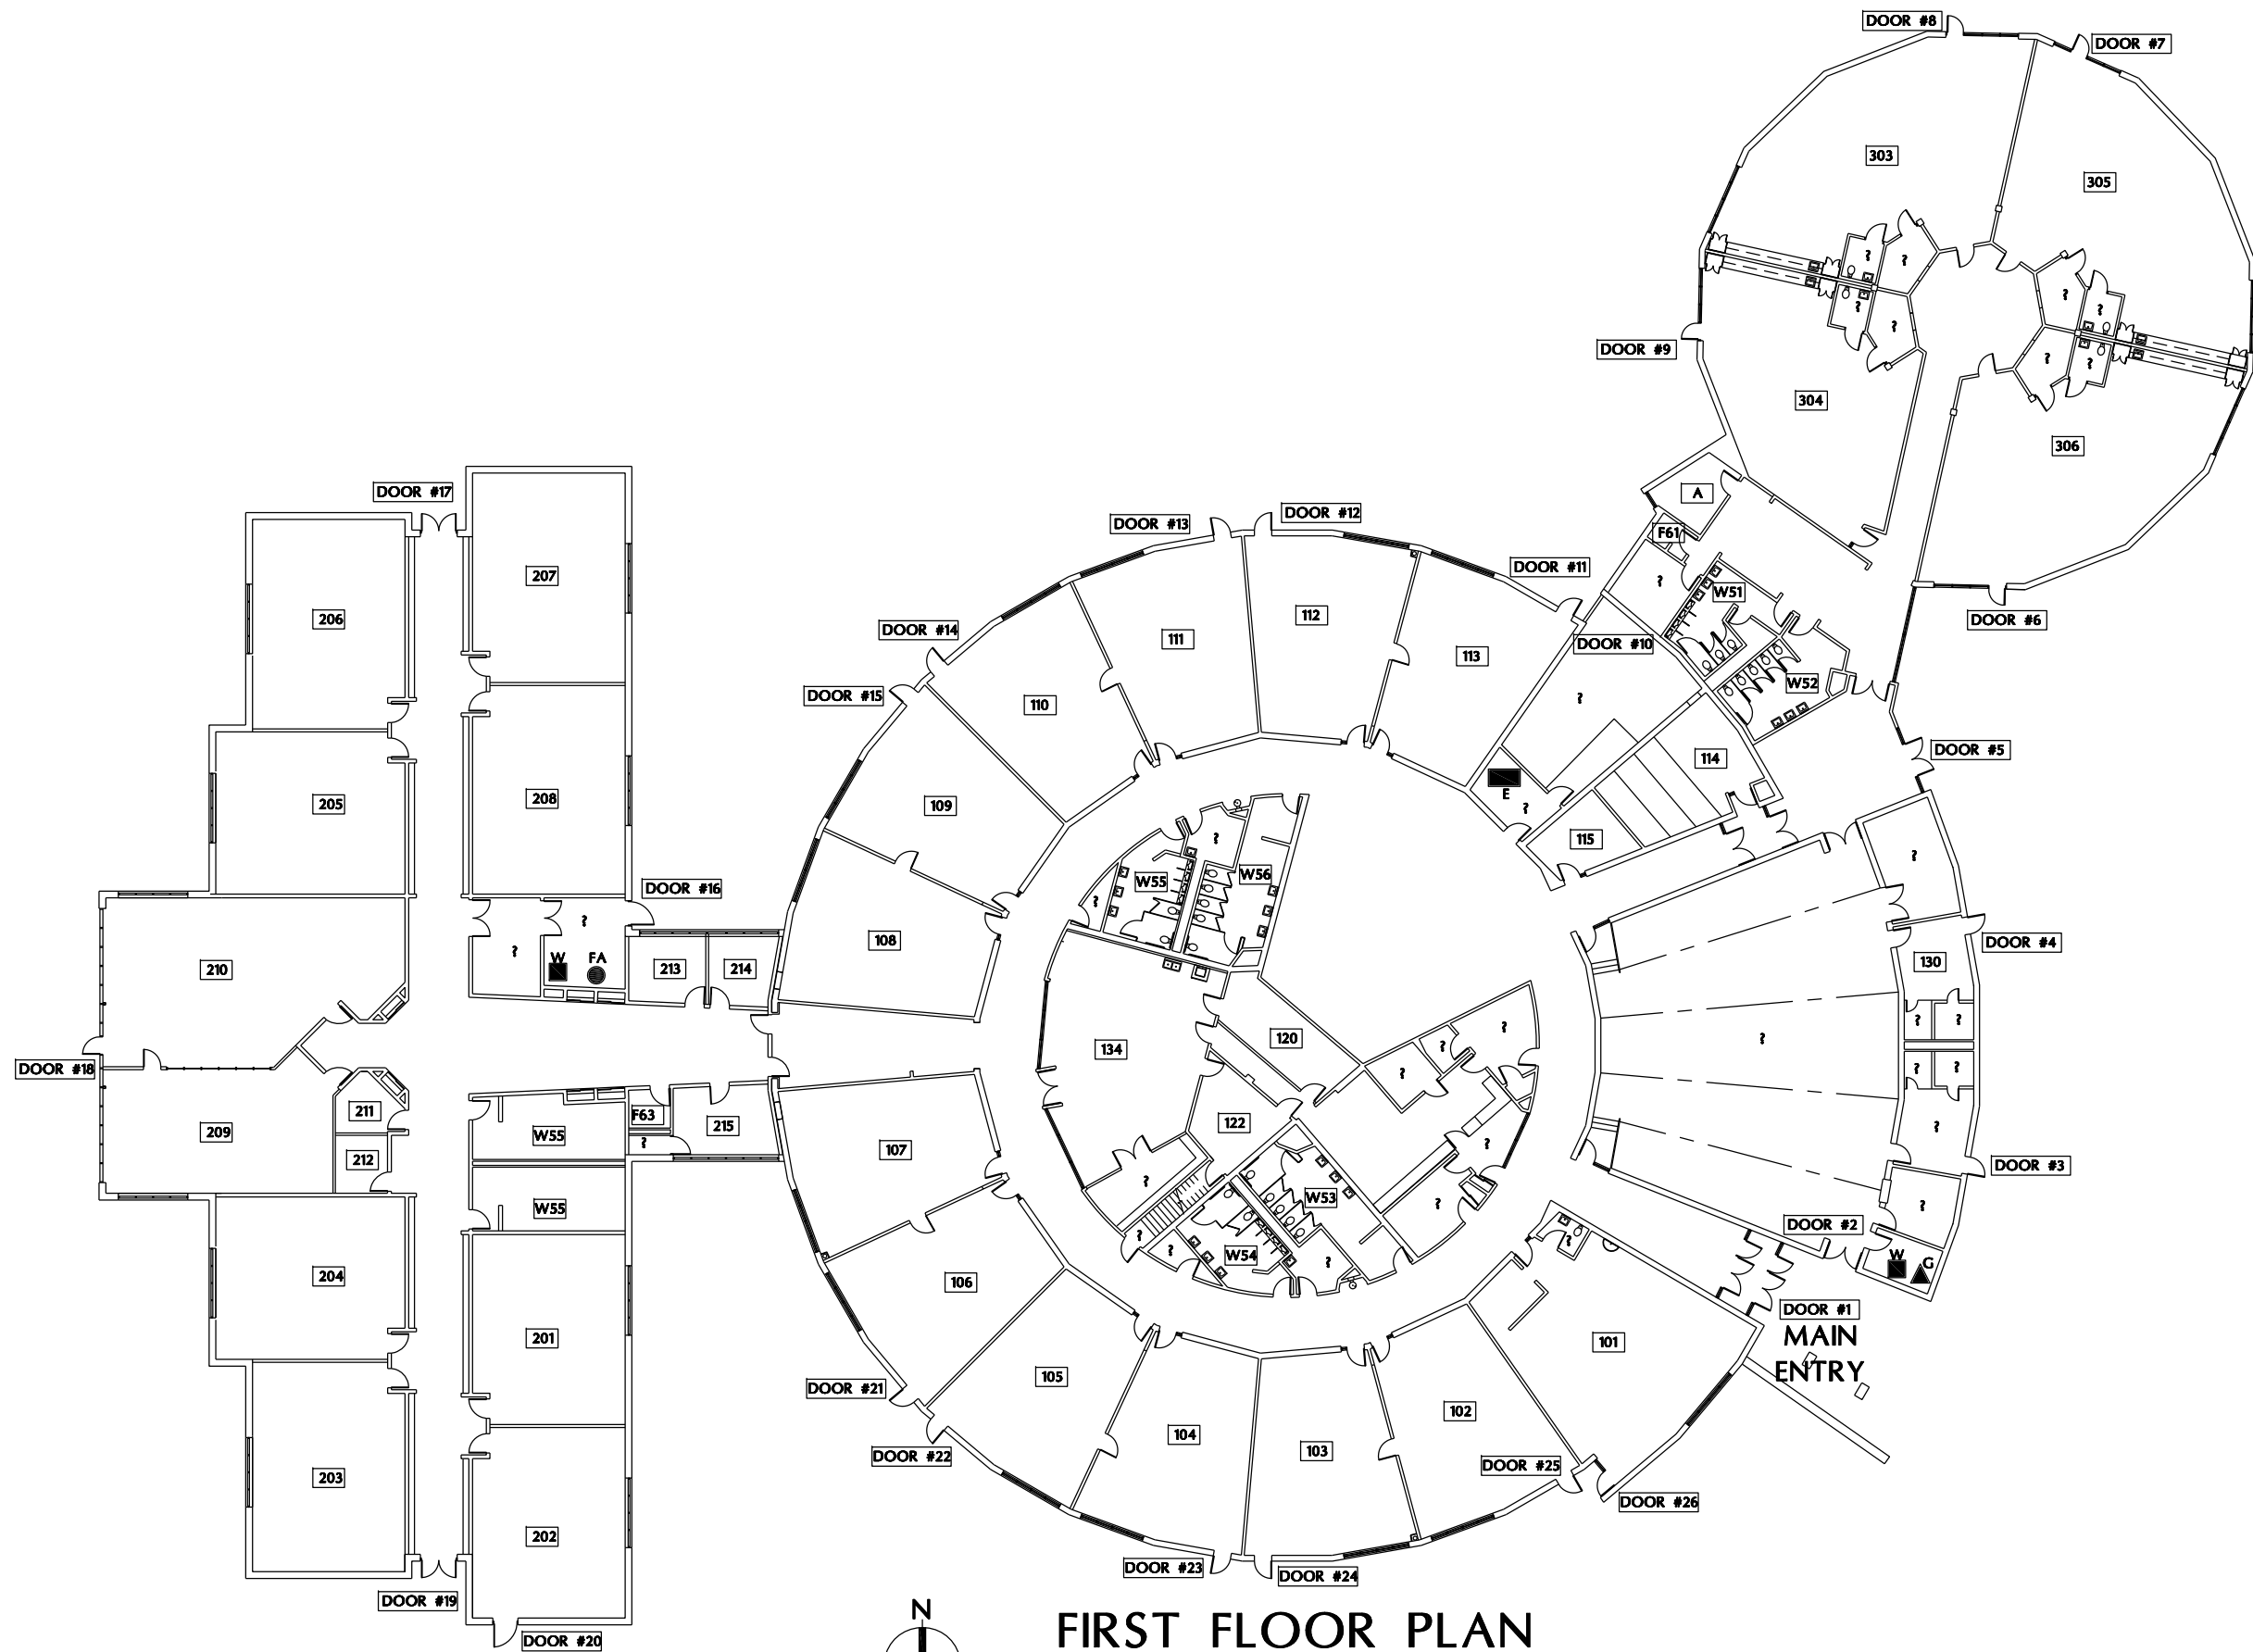 DOOR #8
DOOR #7
303
305
?
?
?
?
?
?
?
?
DOOR #9
304
306
DOOR #17
A
DOOR #13
DOOR #12
F61
DOOR #11
207
?
W51
206
112
DOOR #6
DOOR #14
111
DOOR #10
113
W52
DOOR #15
110
?
DOOR #5
114
E
208
205
109
?
115
?
?
DOOR #16
W56
W55
?
?
108
DOOR #4
?
W
FA
213
214
210
130
?
?
?
120
?
134
?
?
DOOR #18
?
?
?
211
F63
122
209
W55
?
215
107
?
?
212
DOOR #3
?
W55
W53
?
?
DOOR #2
?
?
W54
?
?
W
G
204
106
DOOR #1
201
101
MAIN
ENTRY
105
DOOR #21
102
104
103
DOOR #22
DOOR #25
203
DOOR #26
202
DOOR #23
DOOR #24
DOOR #19
N
FIRST FLOOR PLAN
DOOR #20